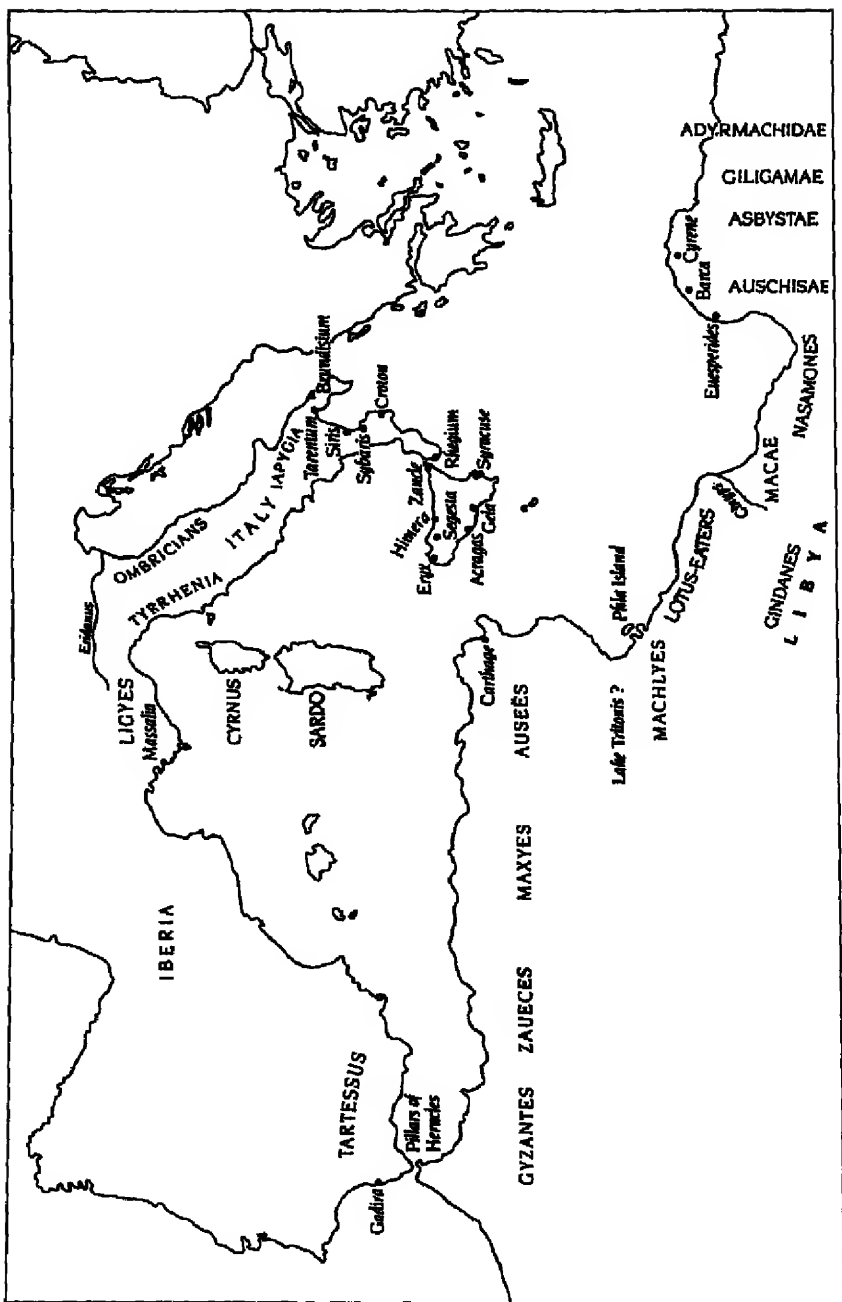 IBERIA
TARTESSUS
Gadira
Pillars of
Heracles
LIGYES
Massalia
Eridanus
OMBRICIANS
TYRRHENIA
ITALY
IAPYGIA
CYRNUS
SARDO
Brundisium
Tarentum
Siris
Sybaris
Croton
Rhegium
Zancle
Himera
Segesta
Eryx
Acragas
Gela
Syracuse
Carthage
GYZANTES
ZAUECES
MAXYES
AUSEËS
Lake Tritonis ?
MACHLYES
Phla Island
LOTUS-EATERS
GINDANES
LIBYA
Cinyps
MACAE
NASAMONES
Euesperides
Barca
Cyrene
AUSCHISAE
ASBYSTAE
GILIGAMAE
ADYRMACHIDAE